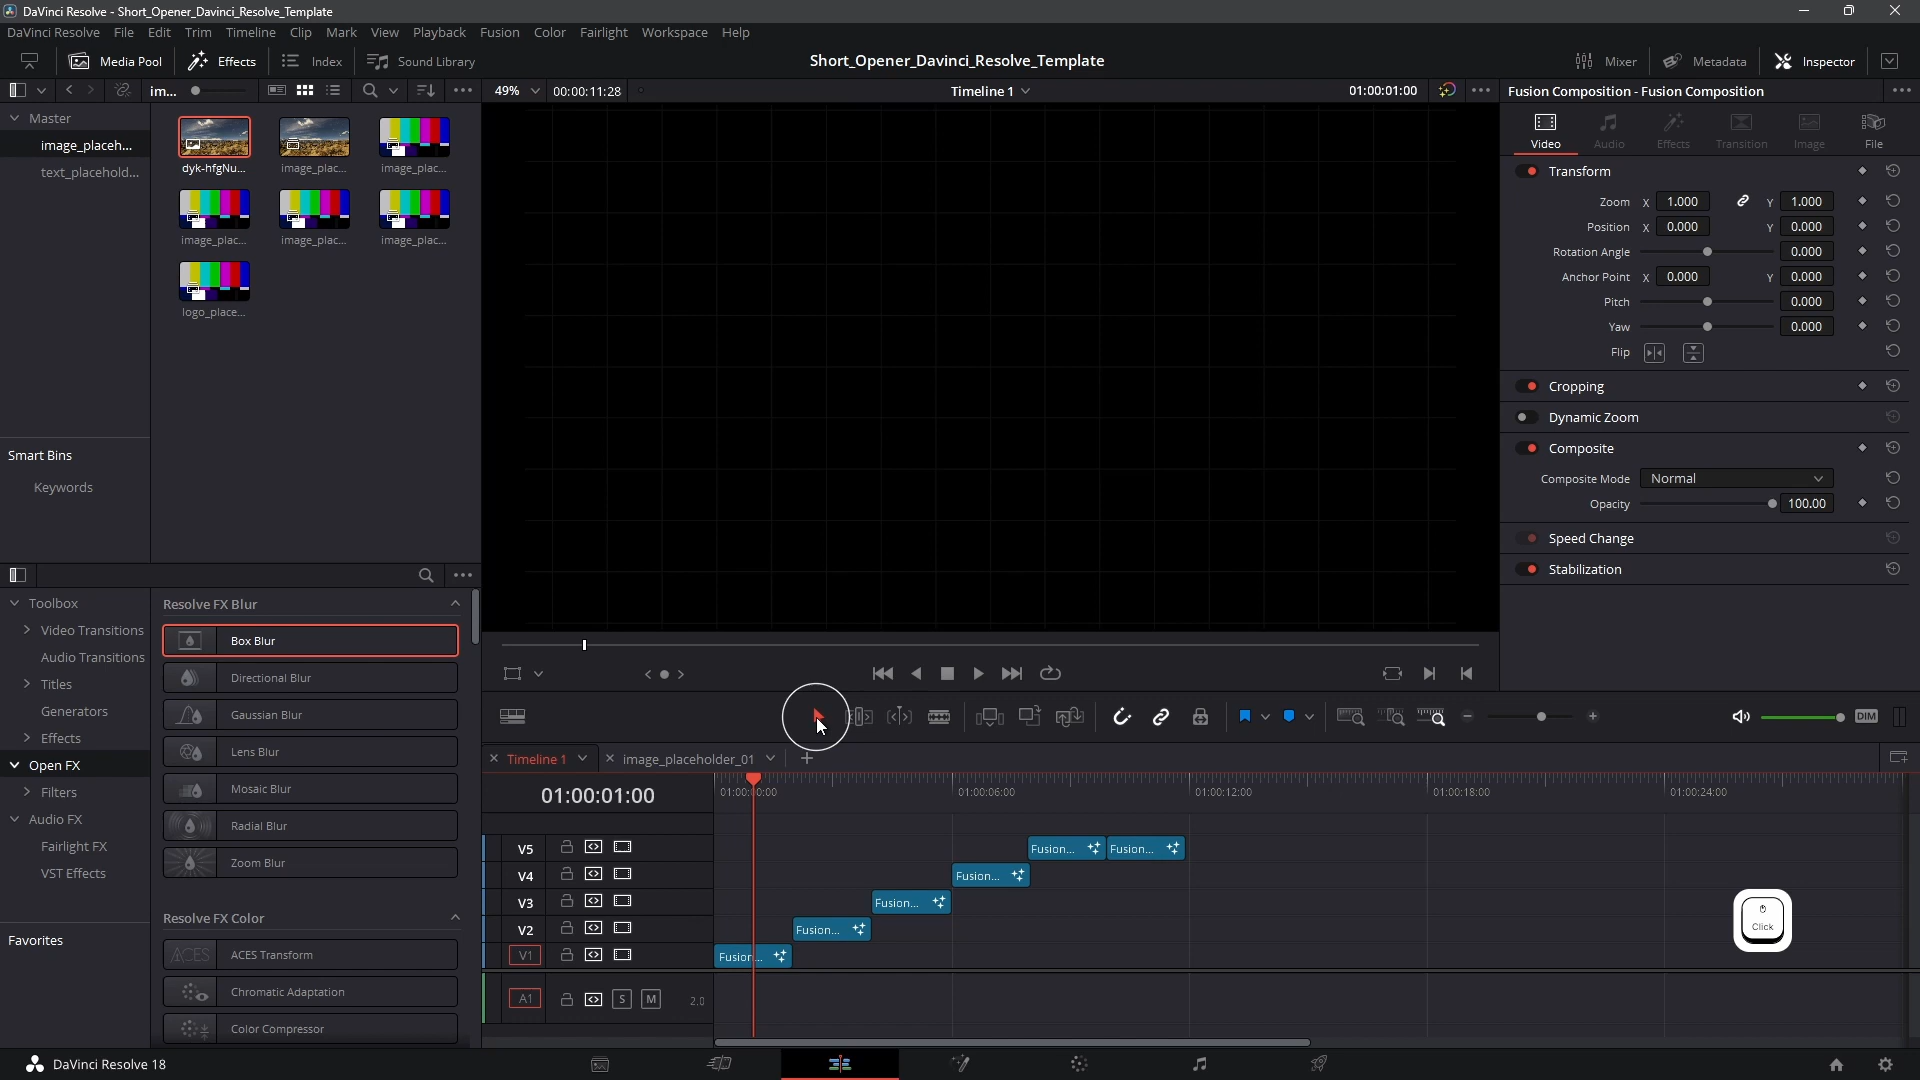 DaVinci Resolve - Short_Opener_Davinci_Resolve_Template
DaVinci Resolve File Edit Trim Timeline Clip Mark View Playback Fusion Color Fairlight Workspace Help
Media Pool Effects Index Sound Library Short_Opener_Davinci_Resolve_Template Mixer Metadata Inspector
im... 49% 00:00:11:28 Timeline 1 01:00:01:00 Fusion Composition - Fusion Composition
Master
image_placeh...
text_placehold...
dyk-hfgNu... image_plac... image_plac...
image_plac... image_plac... image_plac...
logo_place...
Smart Bins
Keywords
Video Audio Effects Transition Image File
Transform
Zoom X 1.000 Y 1.000
Position X 0.000 Y 0.000
Rotation Angle 0.000
Anchor Point X 0.000 Y 0.000
Pitch 0.000
Yaw 0.000
Flip
Cropping
Dynamic Zoom
Composite
Composite Mode Normal
Opacity 100.00
Speed Change
Stabilization
Toolbox
Video Transitions
Audio Transitions
Titles
Generators
Effects
Open FX
Filters
Audio FX
Fairlight FX
VST Effects
Favorites
Resolve FX Blur
Box Blur
Directional Blur
Gaussian Blur
Lens Blur
Mosaic Blur
Radial Blur
Zoom Blur
Resolve FX Color
ACES ACES Transform
Chromatic Adaptation
Color Compressor
DIM
Timeline 1 image_placeholder_01
01:00:01:00 01:00:00:00 01:00:06:00 01:00:12:00 01:00:18:00 01:00:24:00
V5 Fusion... Fusion...
V4 Fusion...
V3 Fusion...
V2 Fusion...
V1 Fusion...
A1 S M 2.0
Click
DaVinci Resolve 18